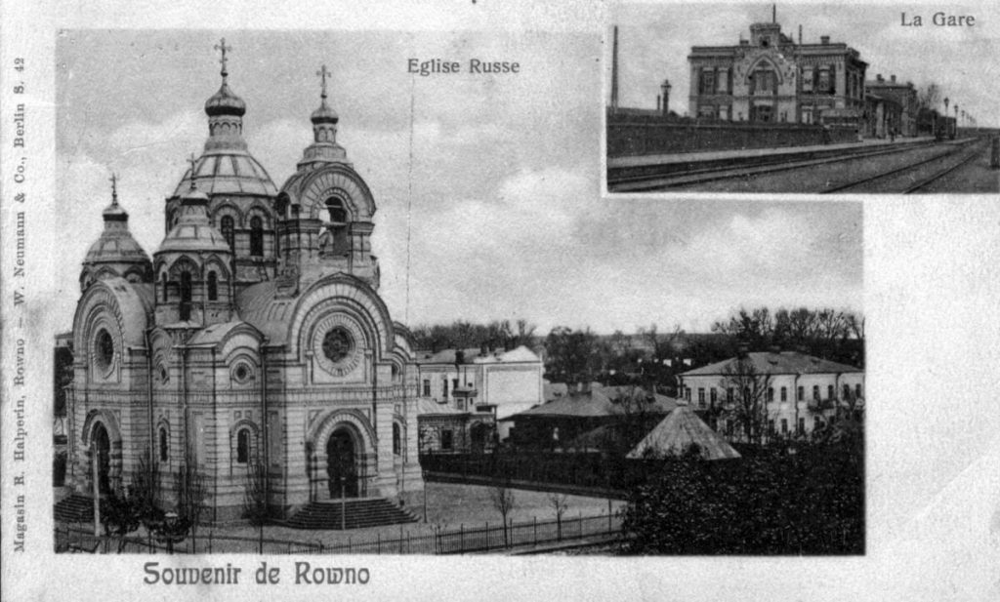 La Gare
Eglise Russe
Magasin R. Halperin, Rowno – W. Neumann & Co., Berlin S. 42
Souvenir de Rowno